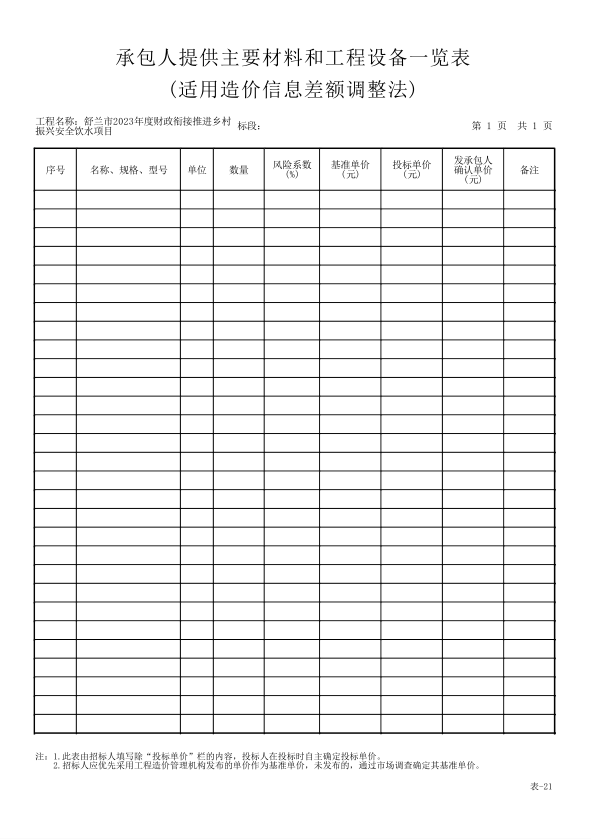 承包人提供主要材料和工程设备一览表
(适用造价信息差额调整法)
工程名称：舒兰市2023年度财政衔接推进乡村
振兴安全饮水项目
标段：
第 1 页 共 1 页
序号
名称、规格、型号
单位
数量
风险系数
(%)
基准单价
(元)
投标单价
(元)
发承包人
确认单价
(元)
备注
注：1.此表由招标人填写除“投标单价”栏的内容，投标人在投标时自主确定投标单价。
2.招标人应优先采用工程造价管理机构发布的单价作为基准单价，未发布的，通过市场调查确定其基准单价。
表-21